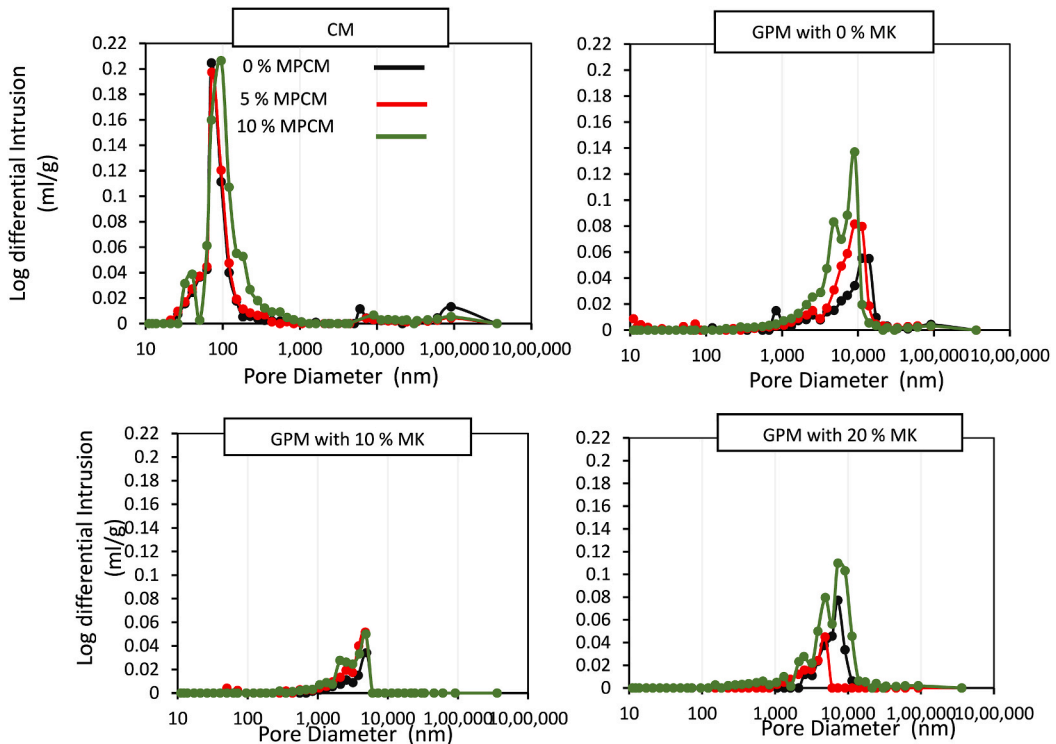 CM
0.22
0.2
0.18
0.16
0.14
0.12
0.1
0.08
0.06
0.04
0.02
0
Log differential Intrusion
(ml/g)
0 % MPCM
5 % MPCM
10 % MPCM
10 100 1,000 10,000 1,00,000 10,00,000
Pore Diameter (nm)
GPM with 0 % MK
0.22
0.2
0.18
0.16
0.14
0.12
0.1
0.08
0.06
0.04
0.02
0
10 100 1,000 10,000 1,00,000 10,00,000
Pore Diameter (nm)
GPM with 10 % MK
0.22
0.2
0.18
0.16
0.14
0.12
0.1
0.08
0.06
0.04
0.02
0
Log differential Intrusion
(ml/g)
10 100 1,000 10,000 1,00,000 10,00,000
Pore Diameter (nm)
GPM with 20 % MK
0.22
0.2
0.18
0.16
0.14
0.12
0.1
0.08
0.06
0.04
0.02
0
10 100 1,000 10,000 1,00,000 10,00,000
Pore Diameter (nm)